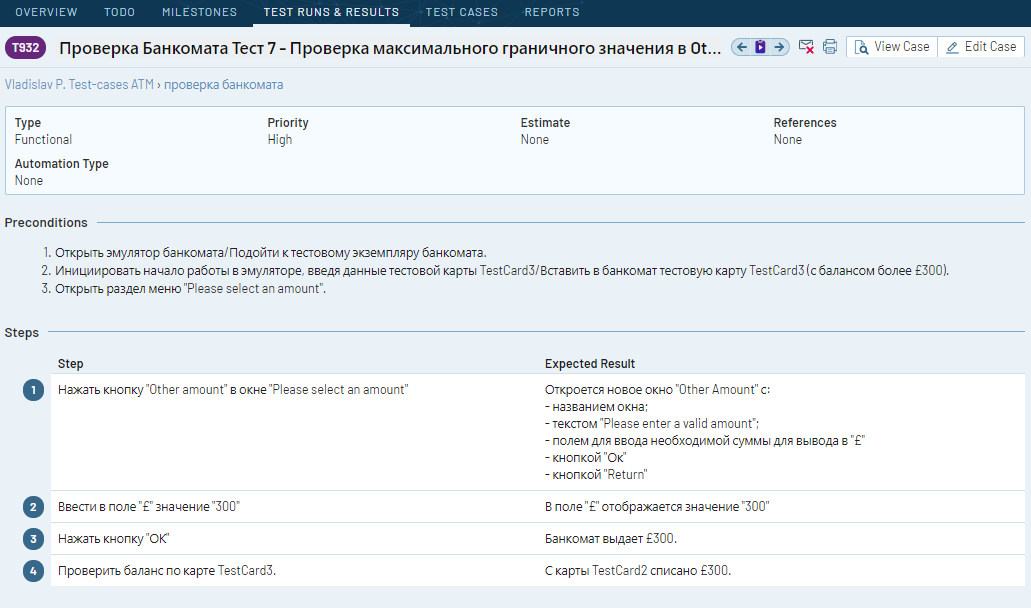 OVERVIEW TODO MILESTONES TEST RUNS & RESULTS TEST CASES REPORTS
T932 Проверка Банкомата Тест 7 - Проверка максимального граничного значения в Ot... View Case Edit Case
Vladislav P. Test-cases ATM › проверка банкомата
Type Priority Estimate References
Functional High None None
Automation Type
None
Preconditions
1. Открыть эмулятор банкомата/Подойти к тестовому экземпляру банкомата.
2. Инициировать начало работы в эмуляторе, введя данные тестовой карты TestCard3/Вставить в банкомат тестовую карту TestCard3 (с балансом более £300).
3. Открыть раздел меню "Please select an amount".
Steps
Step Expected Result
1 Нажать кнопку "Other amount" в окне "Please select an amount" Откроется новое окно "Other Amount" с:
- названием окна;
- текстом "Please enter a valid amount";
- полем для ввода необходимой суммы для вывода в "£"
- кнопкой "Ок"
- кнопкой "Return"
2 Ввести в поле "£" значение "300" В поле "£" отображается значение "300"
3 Нажать кнопку "ОК" Банкомат выдает £300.
4 Проверить баланс по карте TestCard3. С карты TestCard2 списано £300.